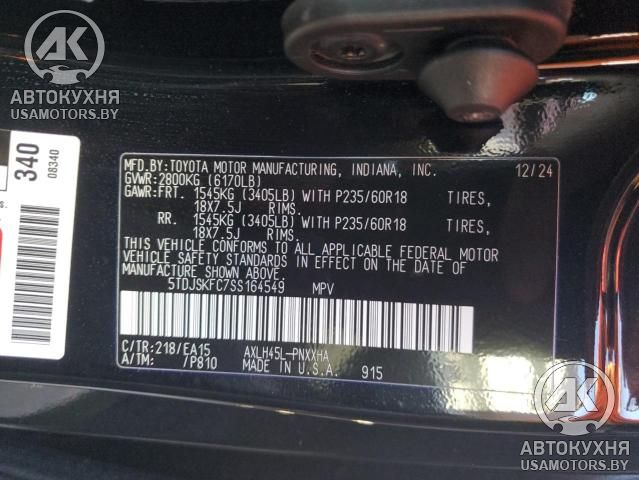 АК
АВТОКУХНЯ
USAMOTORS.BY
340
08340
MFD.BY:TOYOTA MOTOR MANUFACTURING, INDIANA, INC. 12/24
GVWR:2800KG (6170LB)
GAWR:FRT. 1545KG (3405LB) WITH P235/60R18 TIRES,
18X7.5J RIMS.
RR. 1545KG (3405LB) WITH P235/60R18 TIRES,
18X7.5J RIMS.
THIS VEHICLE CONFORMS TO ALL APPLICABLE FEDERAL MOTOR
VEHICLE SAFETY STANDARDS IN EFFECT ON THE DATE OF
MANUFACTURE SHOWN ABOVE.
5TDJSKFC7SS164549 MPV
C/TR:218/EA15 AXLH45L-PNXXHA
A/TM: /P810 MADE IN U.S.A. 915
АК
АВТОКУХНЯ
USAMOTORS.BY